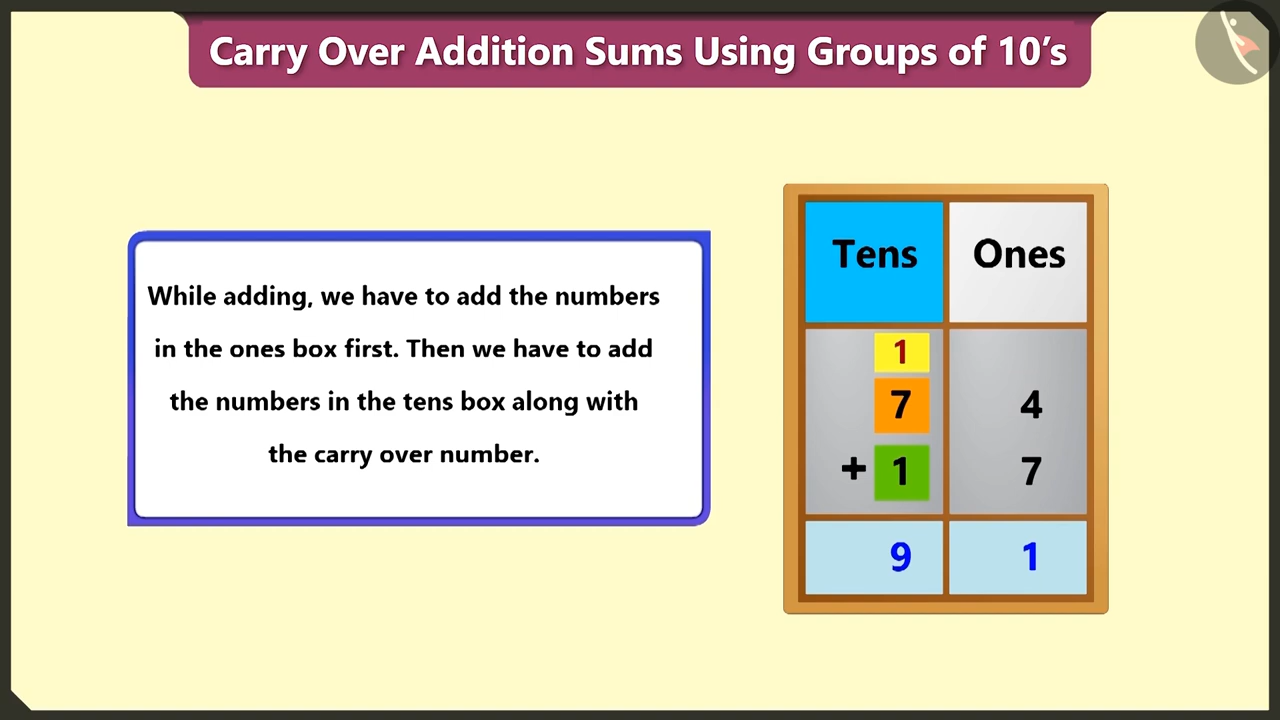 Carry Over Addition Sums Using Groups of 10’s
While adding, we have to add the numbers
in the ones box first. Then we have to add
the numbers in the tens box along with
the carry over number.
Tens Ones
1
7 4
+ 1 7
9 1